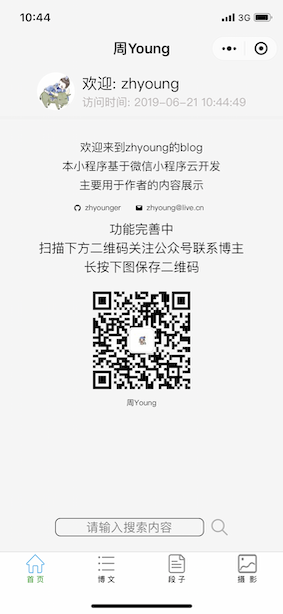 10:44
3G
周Young
欢迎: zhyoung
访问时间: 2019-06-21 10:44:49
欢迎来到zhyoung的blog
本小程序基于微信小程序云开发
主要用于作者的内容展示
zhyounger zhyoung@live.cn
功能完善中
扫描下方二维码关注公众号联系博主
长按下图保存二维码
周Young
请输入搜索内容
首页 博文 段子 摄影